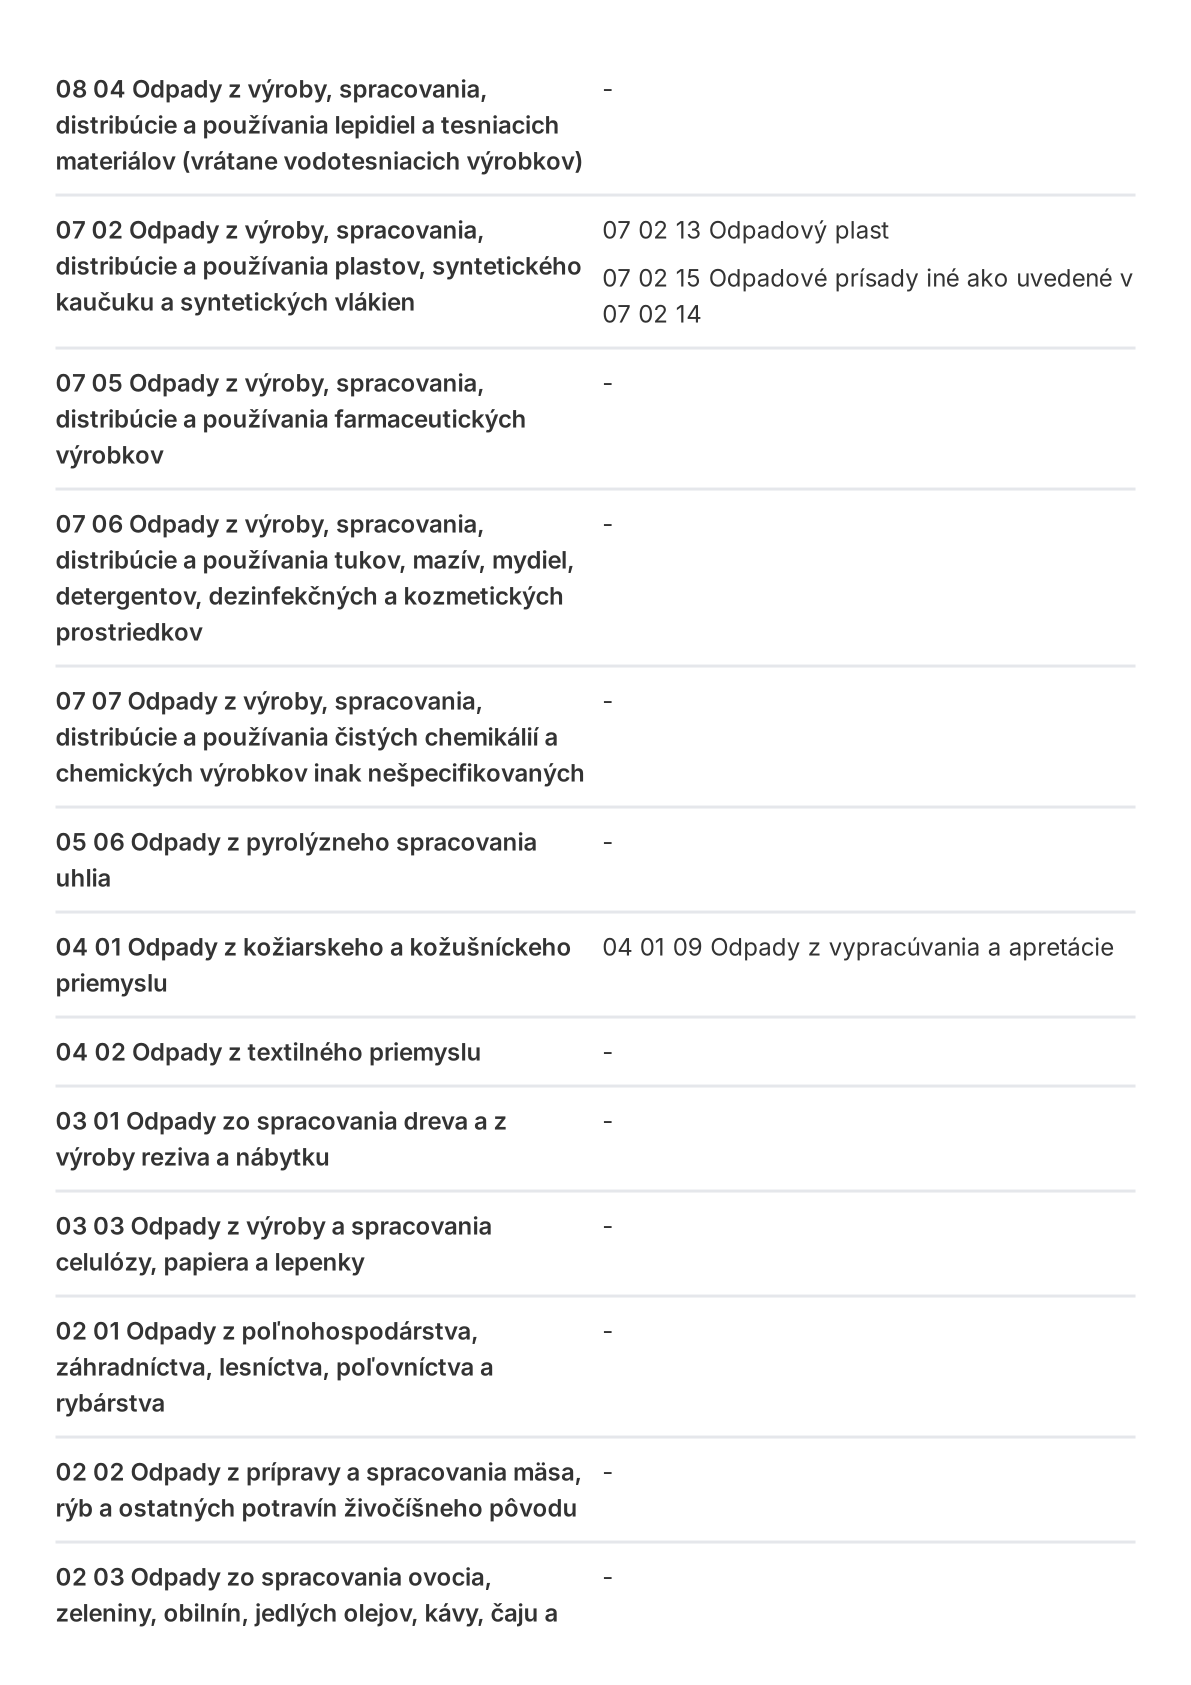 08 04 Odpady z výroby, spracovania,
distribúcie a používania lepidiel a tesniacich
materiálov (vrátane vodotesniacich výrobkov)
-
07 02 Odpady z výroby, spracovania,
distribúcie a používania plastov, syntetického
kaučuku a syntetických vlákien
07 02 13 Odpadový plast
07 02 15 Odpadové prísady iné ako uvedené v
07 02 14
07 05 Odpady z výroby, spracovania,
distribúcie a používania farmaceutických
výrobkov
-
07 06 Odpady z výroby, spracovania,
distribúcie a používania tukov, mazív, mydiel,
detergentov, dezinfekčných a kozmetických
prostriedkov
-
07 07 Odpady z výroby, spracovania,
distribúcie a používania čistých chemikálií a
chemických výrobkov inak nešpecifikovaných
-
05 06 Odpady z pyrolýzneho spracovania
uhlia
-
04 01 Odpady z kožiarskeho a kožušníckeho
priemyslu
04 01 09 Odpady z vypracúvania a apretácie
04 02 Odpady z textilného priemyslu
-
03 01 Odpady zo spracovania dreva a z
výroby reziva a nábytku
-
03 03 Odpady z výroby a spracovania
celulózy, papiera a lepenky
-
02 01 Odpady z poľnohospodárstva,
záhradníctva, lesníctva, poľovníctva a
rybárstva
-
02 02 Odpady z prípravy a spracovania mäsa,
rýb a ostatných potravín živočíšneho pôvodu
-
02 03 Odpady zo spracovania ovocia,
zeleniny, obilnín, jedlých olejov, kávy, čaju a
-